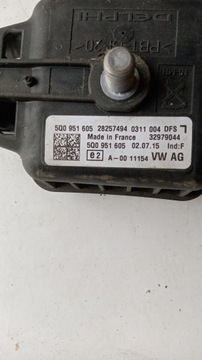 DELPHI
5Q0 951 605 28257494 0311 004 DFS
Made in France 32979044
5Q0 951 605 02.07.15 Ind:F
e2 A-00 11154 VW AG